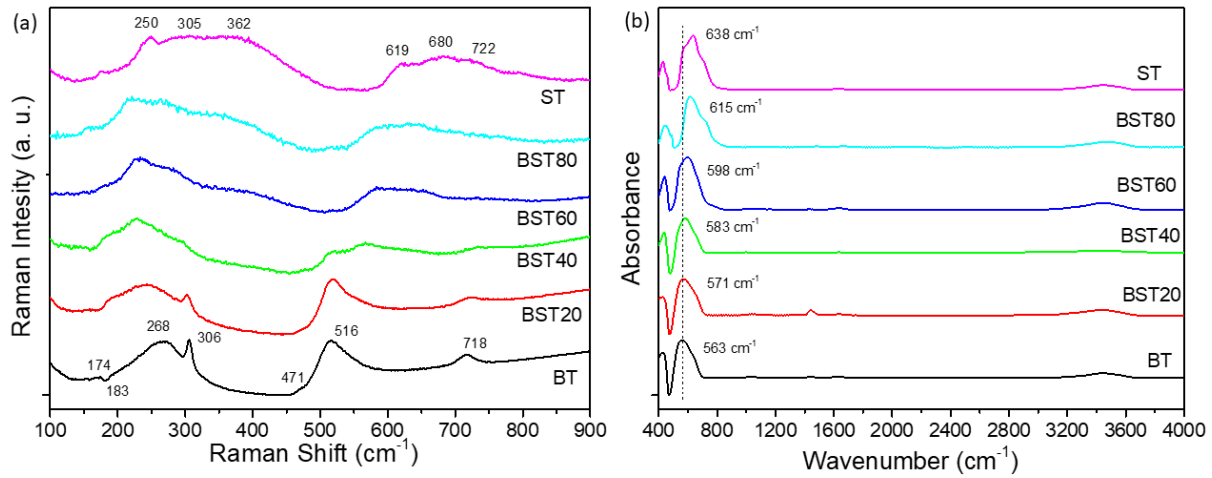 (a)
250 305 362
619 680 722
ST
BST80
BST60
BST40
BST20
268
306
516
718
174
183
471
BT
Raman Intesity (a. u.)
100 200 300 400 500 600 700 800 900
Raman Shift (cm-1)
(b)
638 cm-1
ST
615 cm-1
BST80
598 cm-1
BST60
583 cm-1
BST40
571 cm-1
BST20
563 cm-1
BT
Absorbance
400 800 1200 1600 2000 2400 2800 3200 3600 4000
Wavenumber (cm-1)